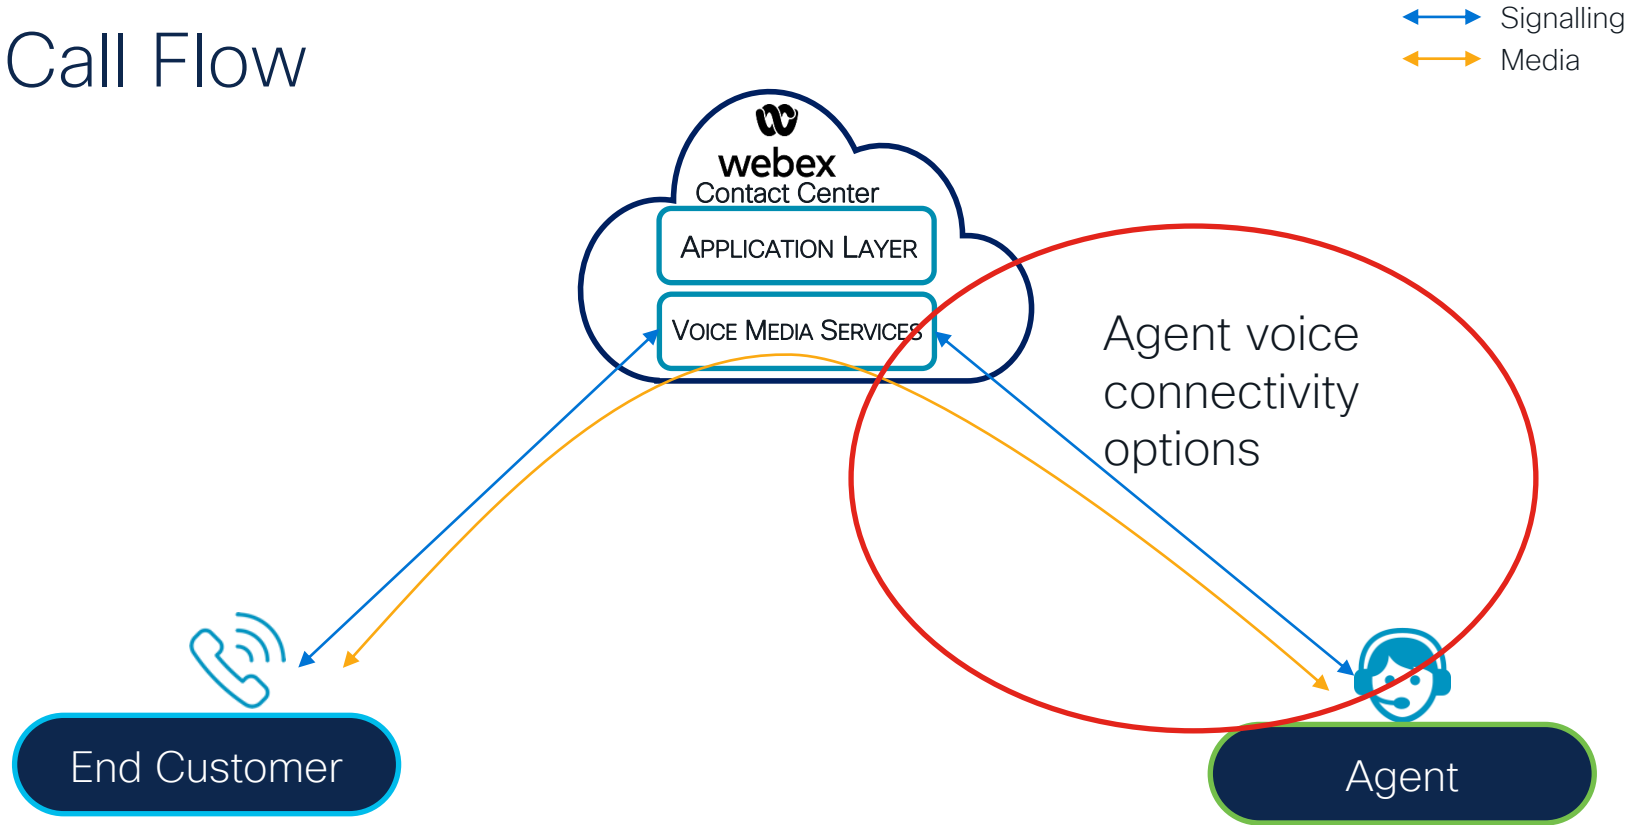 Call Flow
Signalling
Media
webex
Contact Center
APPLICATION LAYER
VOICE MEDIA SERVICES
Agent voice
connectivity
options
End Customer
Agent